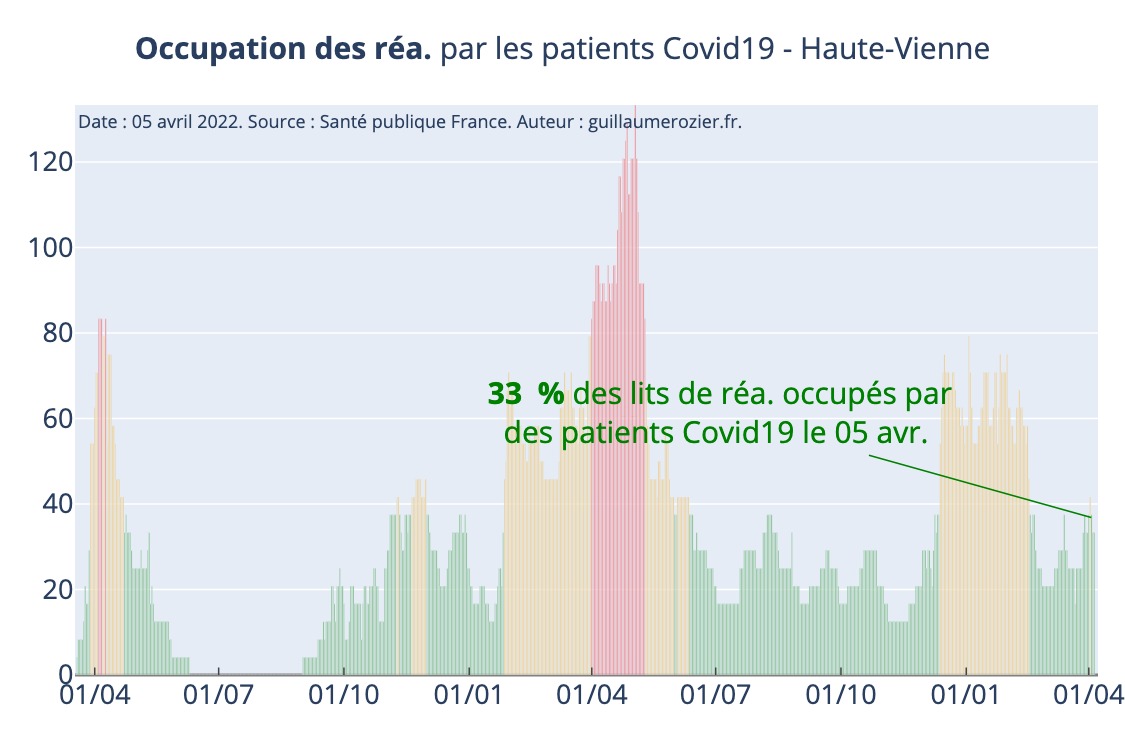 Occupation des réa. par les patients Covid19 - Haute-Vienne
Date : 05 avril 2022. Source : Santé publique France. Auteur : guillaumerozier.fr.
120
100
80
60
40
20
0
33 % des lits de réa. occupés par
des patients Covid19 le 05 avr.
01/04 01/07 01/10 01/01 01/04 01/07 01/10 01/01 01/04